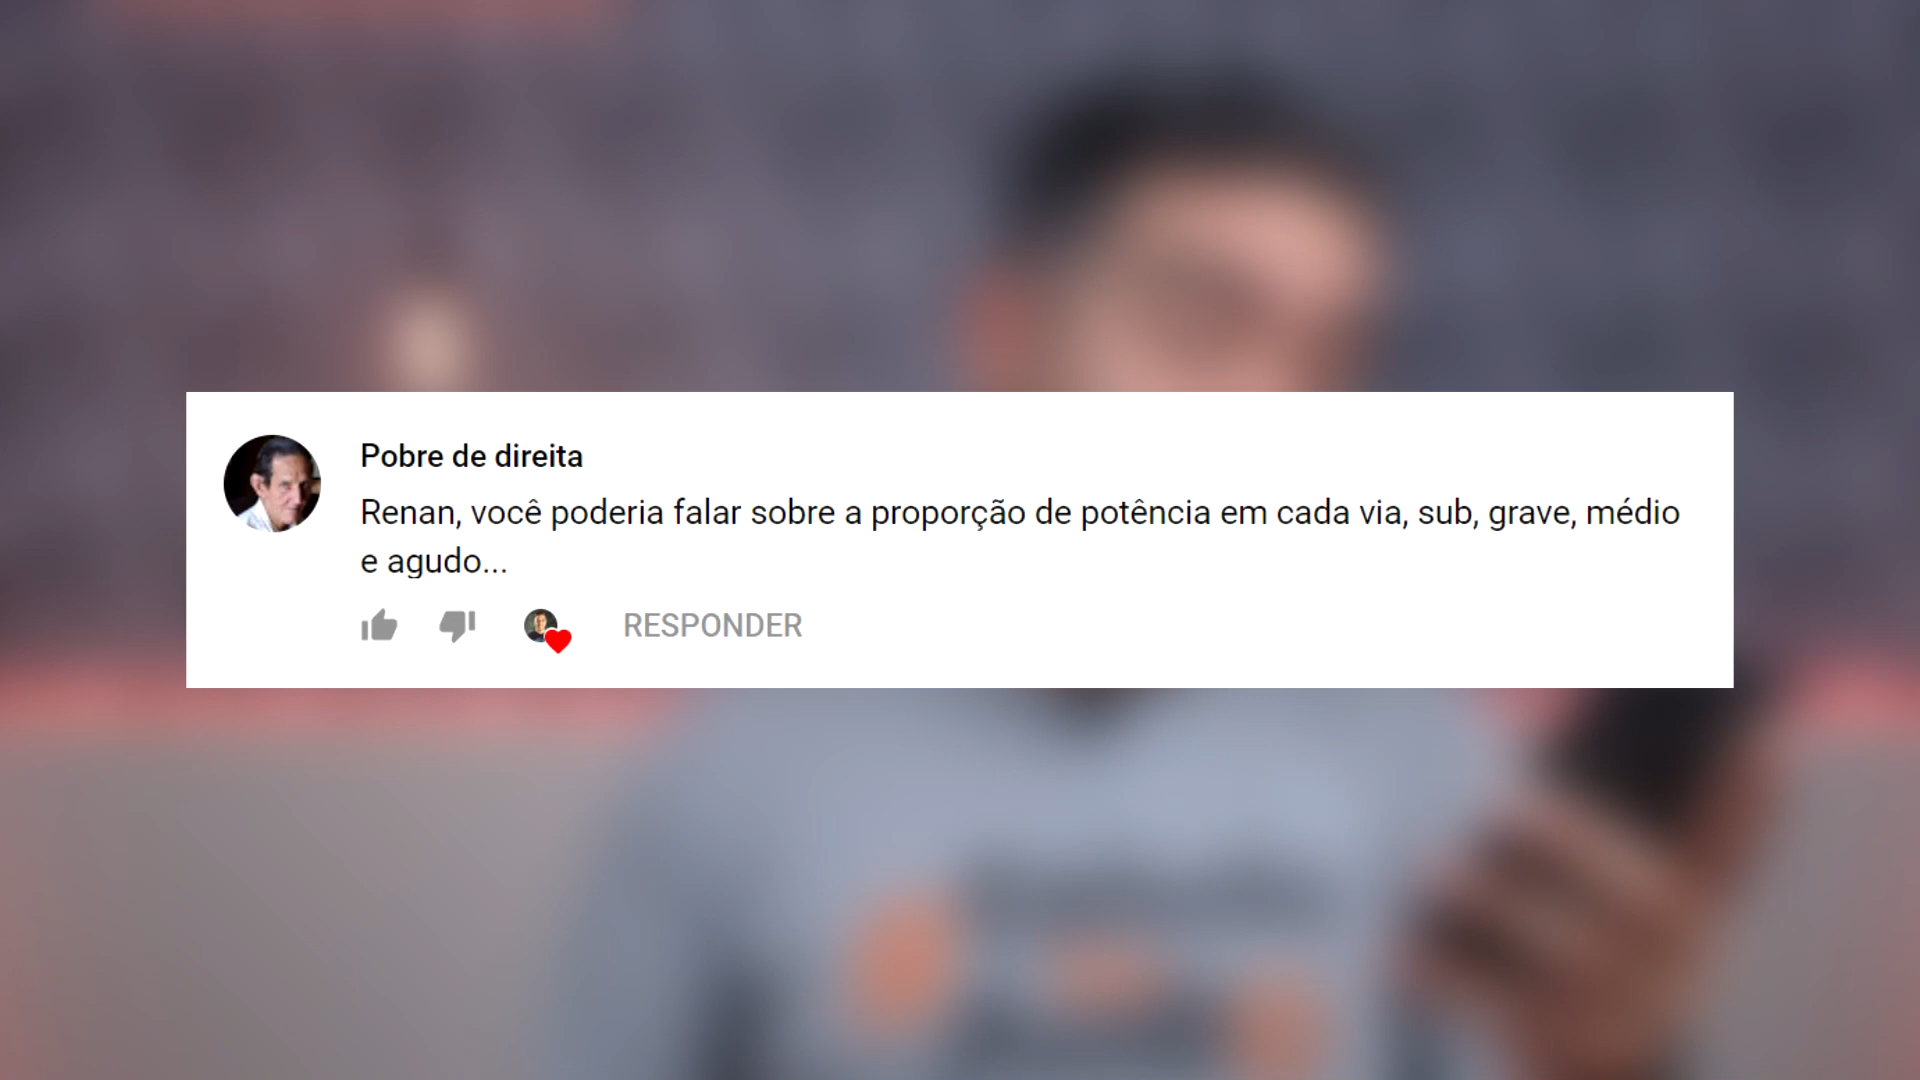 Pobre de direita
Renan, você poderia falar sobre a proporção de potência em cada via, sub, grave, médio
e agudo...
RESPONDER